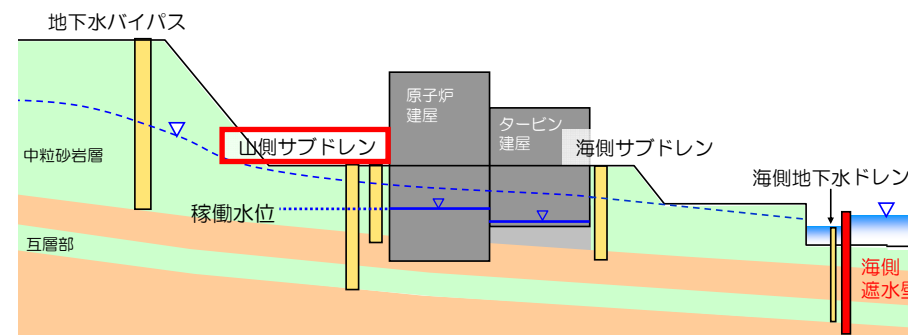 地下水バイパス
原子炉
建屋
タービン
建屋
山側サブドレン
海側サブドレン
中粒砂岩層
海側地下水ドレン
稼働水位
互層部
海側
遮水壁